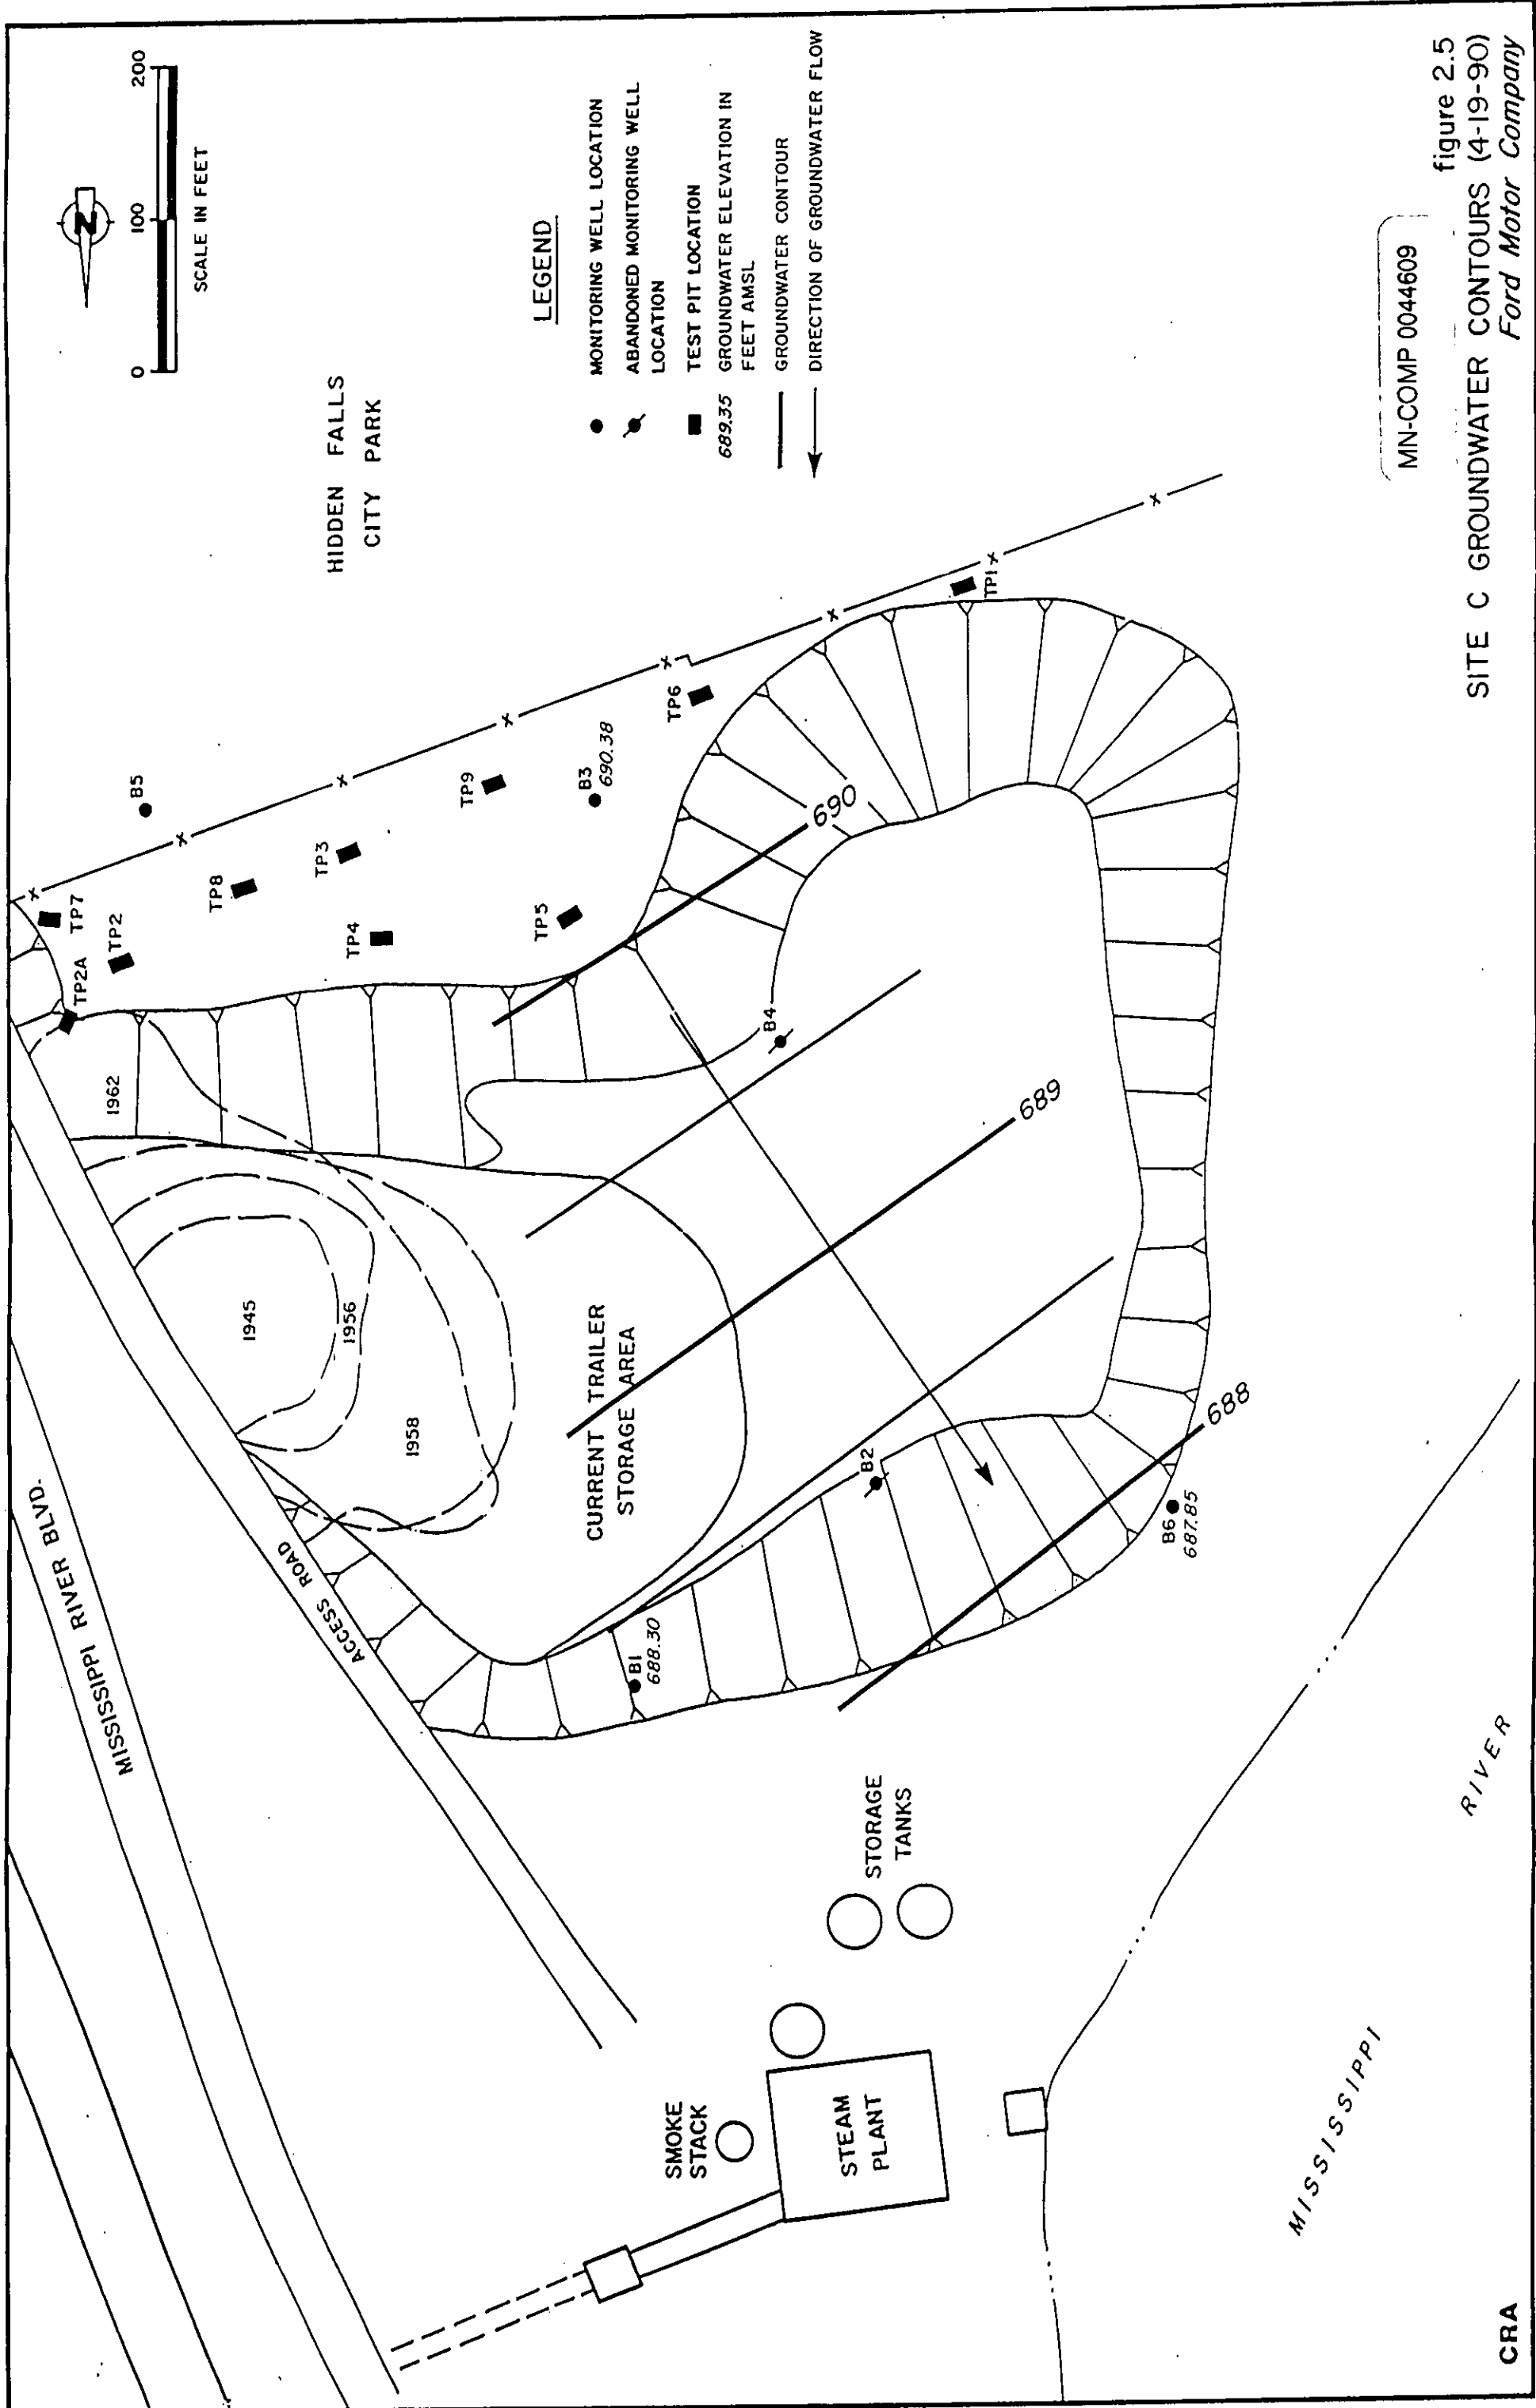 N
0 100 200
SCALE IN FEET
HIDDEN FALLS
CITY PARK
LEGEND
MONITORING WELL LOCATION
ABANDONED MONITORING WELL
LOCATION
TEST PIT LOCATION
689.35 GROUNDWATER ELEVATION IN
FEET AMSL
GROUNDWATER CONTOUR
DIRECTION OF GROUNDWATER FLOW
MISSISSIPPI RIVER BLVD.
ACCESS ROAD
1945
1956
1958
1962
TP2A
TP2
TP7
TP8
TP3
TP4
TP9
TP5
TP6
TP1
B5
B3
690.38
B4
B2
B1
688.30
B6
687.85
690
689
688
CURRENT TRAILER
STORAGE AREA
STORAGE
TANKS
SMOKE
STACK
STEAM
PLANT
MISSISSIPPI RIVER
MN-COMP 0044609
figure 2.5
SITE C GROUNDWATER CONTOURS (4-19-90)
Ford Motor Company
CRA